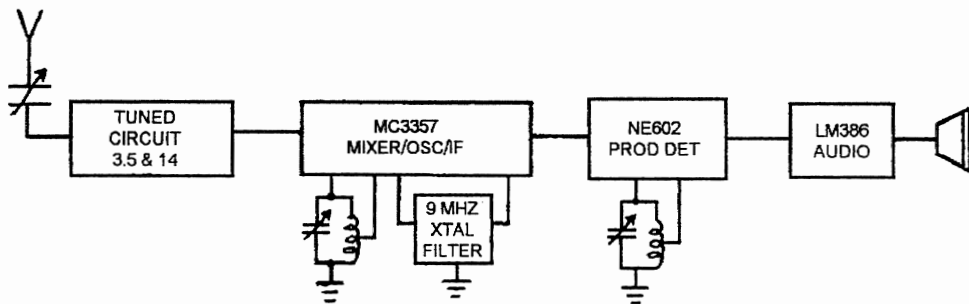 TUNED
CIRCUIT
3.5 & 14
MC3357
MIXER/OSC/IF
NE602
PROD DET
LM386
AUDIO
9 MHZ
XTAL
FILTER